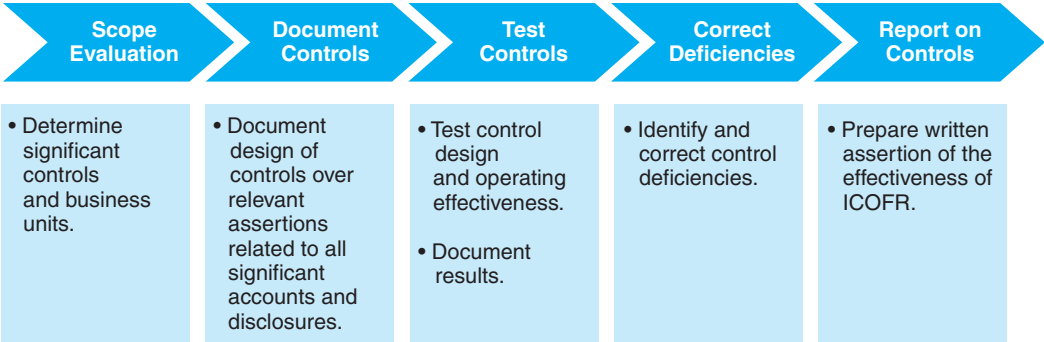 Scope
Evaluation
Document
Controls
Test
Controls
Correct
Deficiencies
Report on
Controls
• Determine
significant
controls
and business
units.
• Document
design of
controls over
relevant
assertions
related to all
significant
accounts and
disclosures.
• Test control
design
and operating
effectiveness.
• Document
results.
• Identify and
correct control
deficiencies.
• Prepare written
assertion of the
effectiveness of
ICOFR.